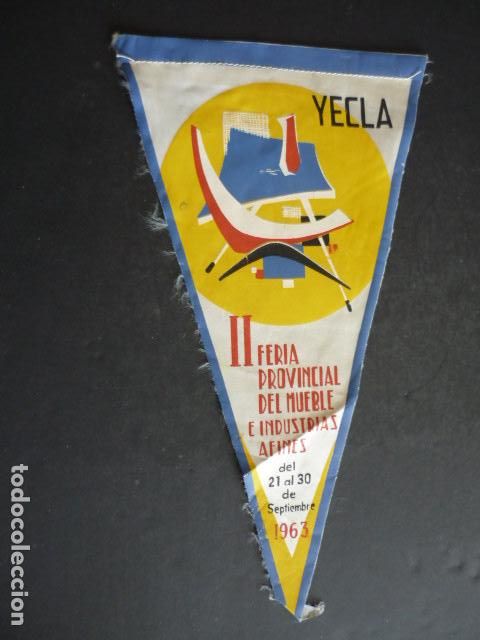 YECLA
II FERIA
PROVINCIAL
DEL MUEBLE
E INDUSTRIAS
AFINES
del
21 al 30
de
Septiembre
1963
todocoleccion